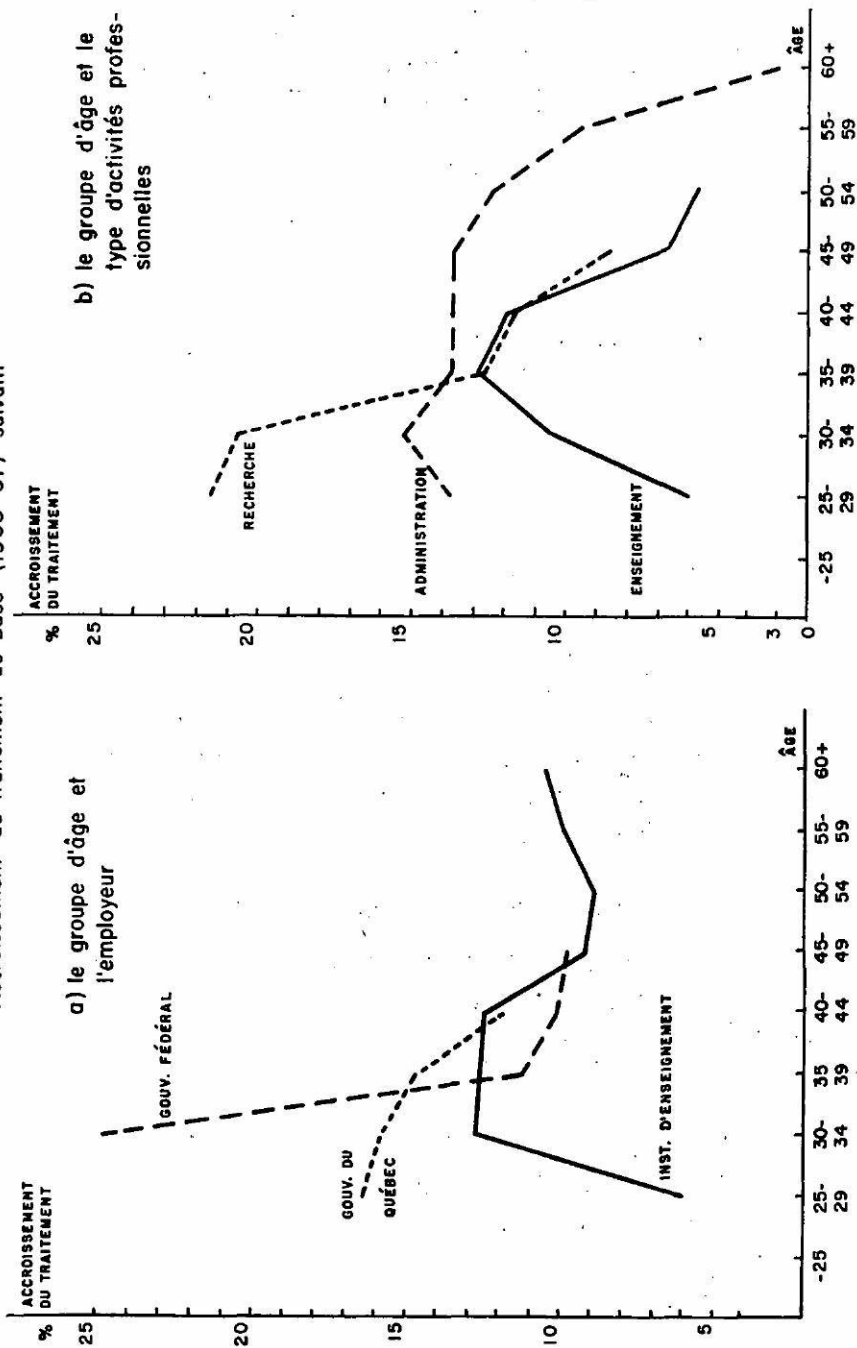 Accroissement du traitement de base suivant
a) le groupe d'âge et
l'employeur
ACCROISSEMENT
DU TRAITEMENT
%
25
20
15
10
5
GOUV. FÉDÉRAL
GOUV. DU
QUÉBEC
INST. D'ENSEIGNEMENT
-25 25- 30- 35- 40- 45- 50- 55- 60+
29 34 39 44 49 54 59
ÂGE
b) le groupe d'âge et le
type d'activités profes-
sionnelles
ACCROISSEMENT
DU TRAITEMENT
%
25
20
15
10
5
3
0
RECHERCHE
ADMINISTRATION
ENSEIGNEMENT
-25 25- 30- 35- 40- 45- 50- 55- 60+
29 34 39 44 49 54 59
ÂGE